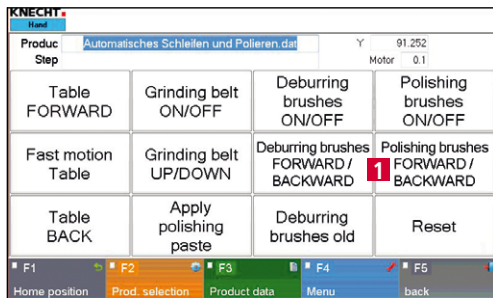 KNECHT
Hand
Produc Automatisches Schleifen und Polieren.dat Y 91.252
Step Motor 0.1
Table
FORWARD
Grinding belt
ON/OFF
Deburring
brushes
ON/OFF
Polishing
brushes
ON/OFF
Fast motion
Table
Grinding belt
UP/DOWN
Deburring brushes
FORWARD /
BACKWARD
Polishing brushes
1 FORWARD /
BACKWARD
Table
BACK
Apply
polishing
paste
Deburring
brushes old
Reset
F1 F2 F3 F4 F5
Home position Prod. selection Product data Menu back